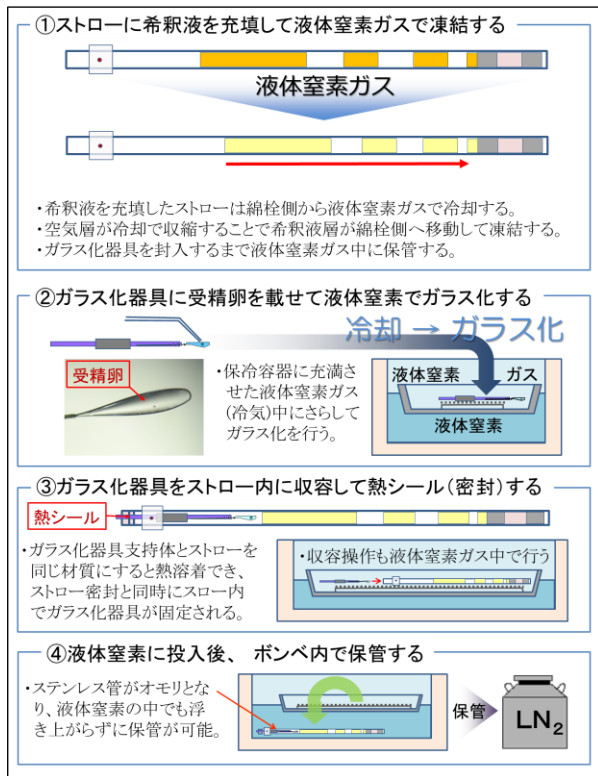 ①ストローに希釈液を充填して液体窒素ガスで凍結する
液体窒素ガス
・希釈液を充填したストローは綿栓側から液体窒素ガスで冷却する。
・空気層が冷却で収縮することで希釈液層が綿栓側へ移動して凍結する。
・ガラス化器具を封入するまで液体窒素ガス中に保管する。
②ガラス化器具に受精卵を載せて液体窒素でガラス化する
冷却 → ガラス化
受精卵
・保冷容器に充満さ
せた液体窒素ガス
(冷気)中にさらして
ガラス化を行う。
液体窒素 ガス
液体窒素
③ガラス化器具をストロー内に収容して熱シール(密封)する
熱シール
・ガラス化器具支持体とストローを
同じ材質にすると熱溶着でき、
ストロー密封と同時にスロー内
でガラス化器具が固定される。
・収容操作も液体窒素ガス中で行う
④液体窒素に投入後、 ボンベ内で保管する
・ステンレス管がオモリとな
り、液体窒素の中でも浮
き上がらずに保管が可能。
保管
LN₂